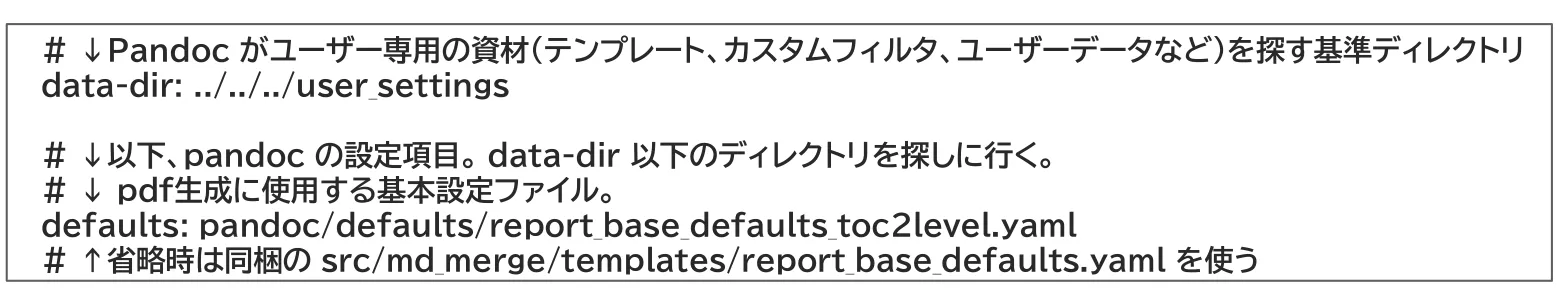 # ↓Pandoc がユーザー専用の資材(テンプレート、カスタムフィルタ、ユーザーデータなど)を探す基準ディレクトリ
data-dir: ../../../user_settings
# ↓以下、pandoc の設定項目。data-dir 以下のディレクトリを探しに行く。
# ↓ pdf生成に使用する基本設定ファイル。
defaults: pandoc/defaults/report_base_defaults_toc2level.yaml
# ↑省略時は同梱の src/md_merge/templates/report_base_defaults.yaml を使う